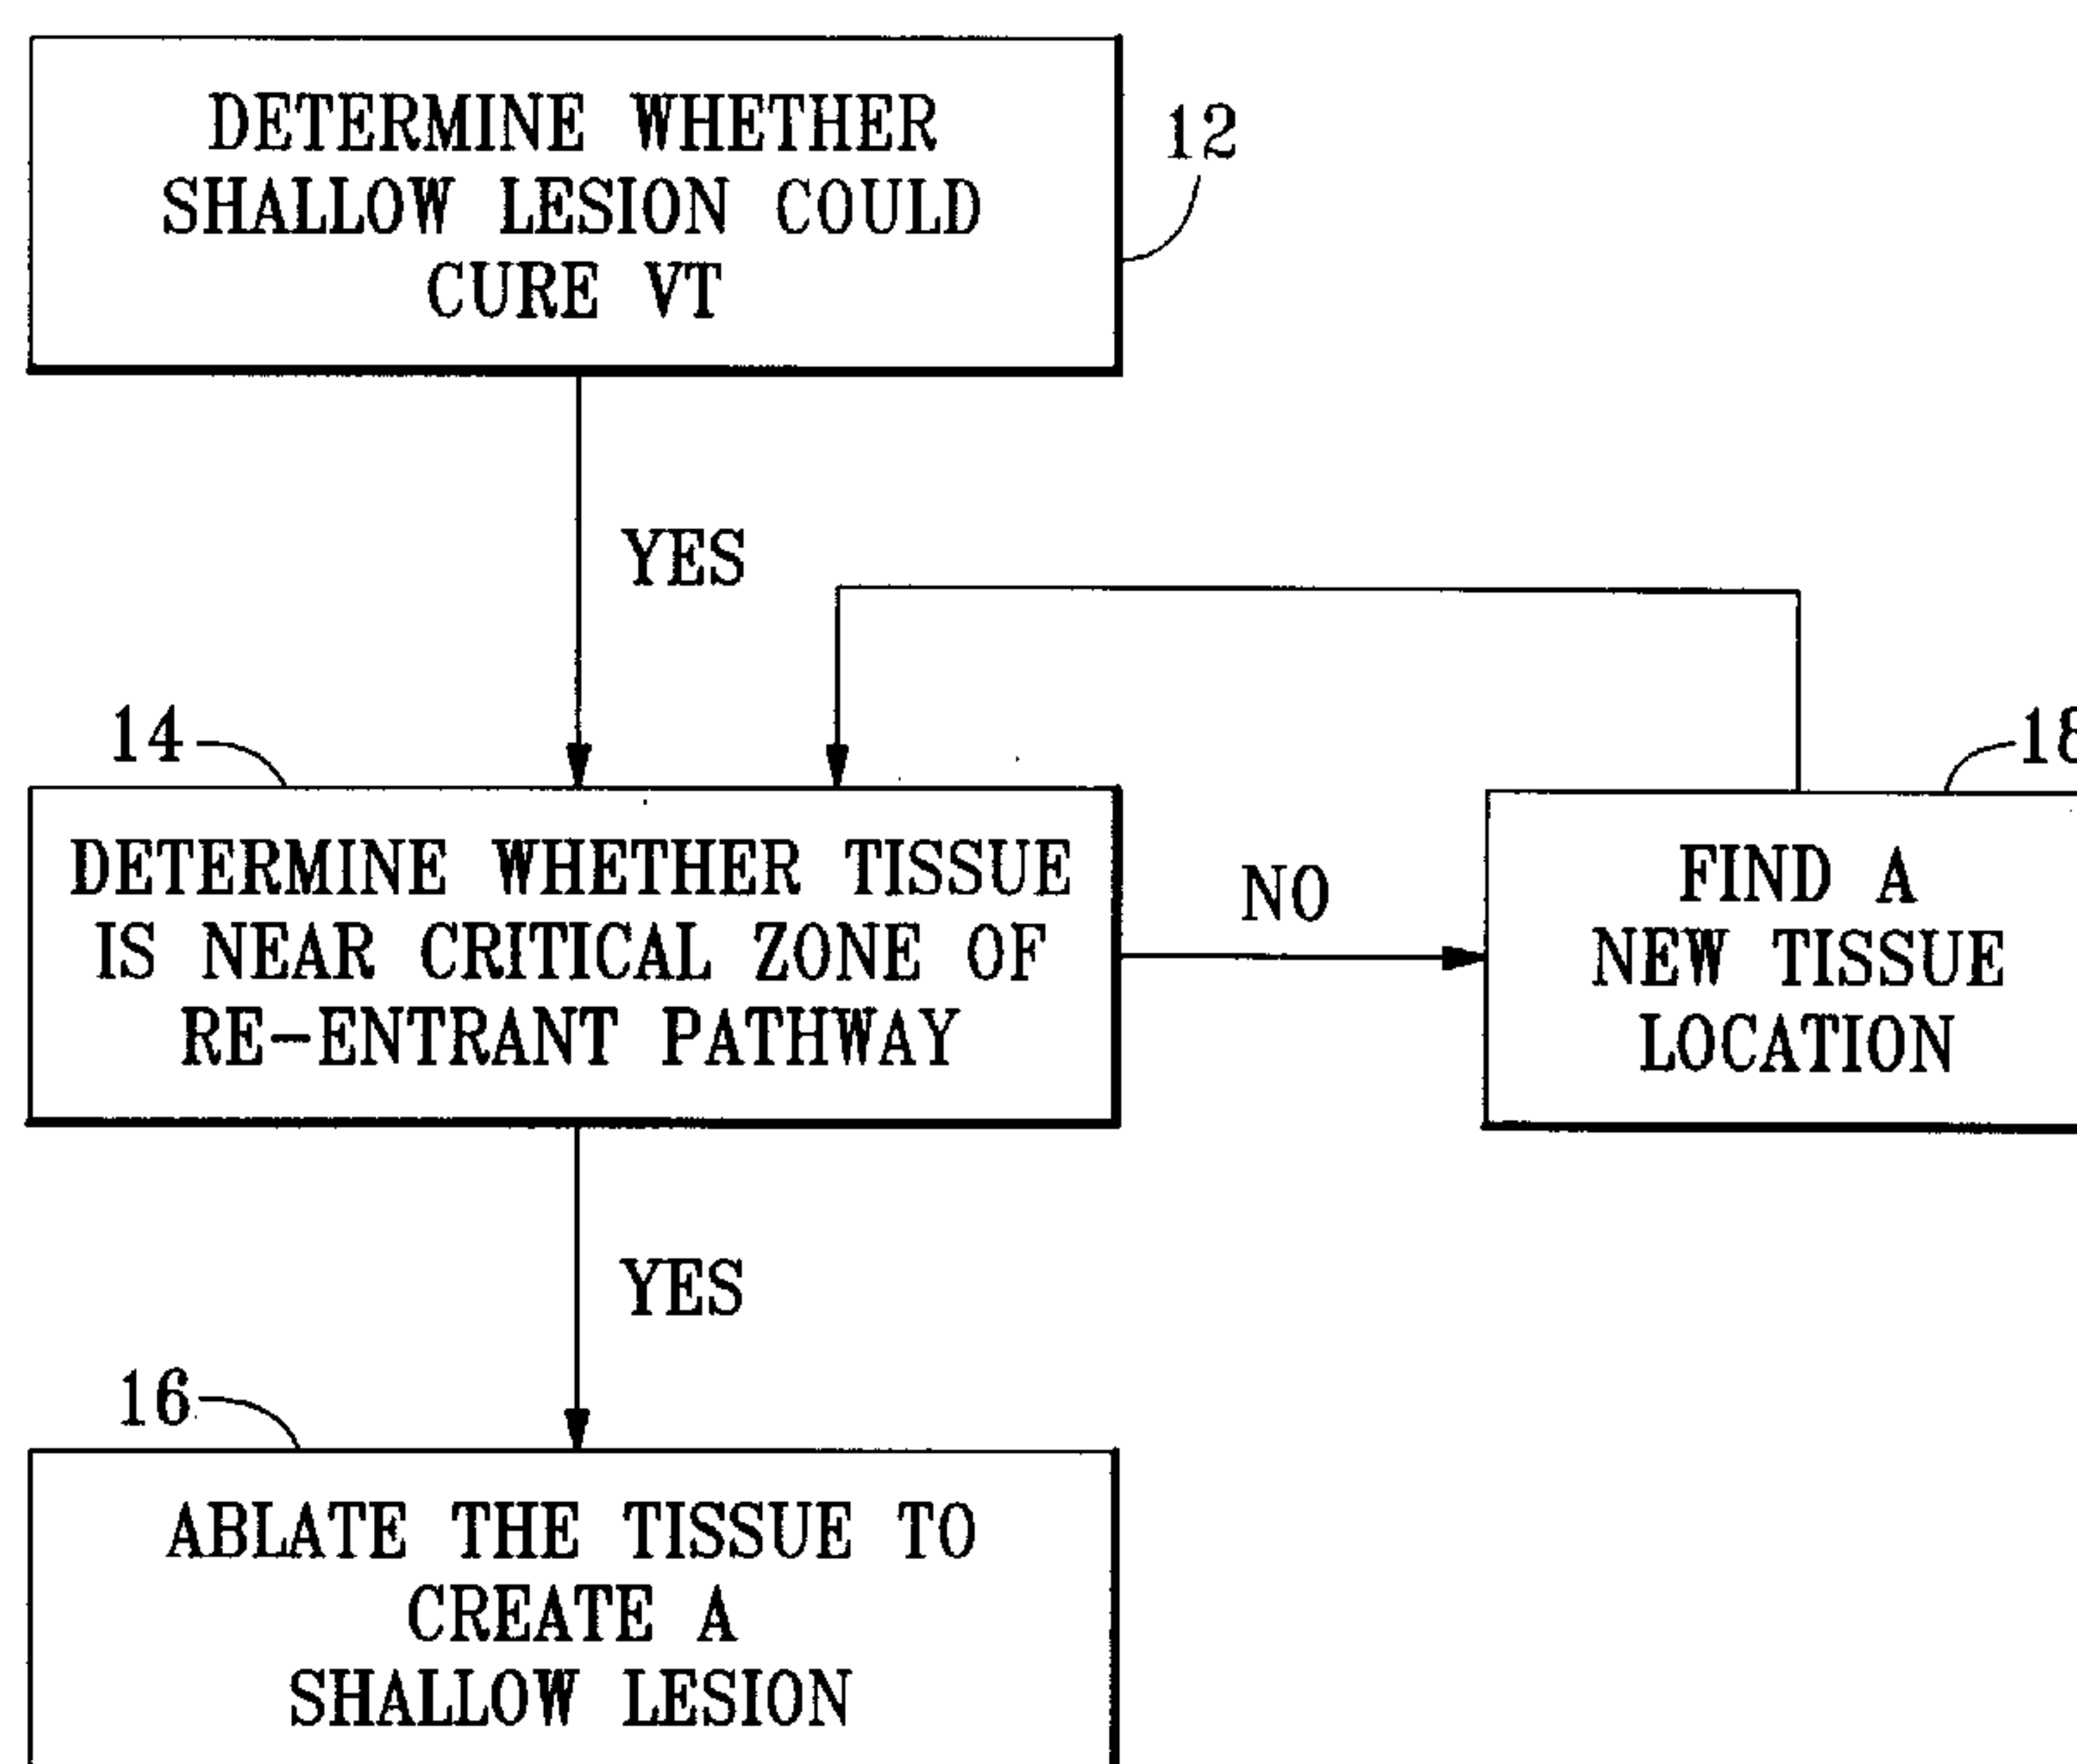 DETERMINE WHETHER
SHALLOW LESION COULD
CURE VT
12
YES
14
18
DETERMINE WHETHER TISSUE
IS NEAR CRITICAL ZONE OF
RE-ENTRANT PATHWAY
NO
FIND A
NEW TISSUE
LOCATION
YES
16
ABLATE THE TISSUE TO
CREATE A
SHALLOW LESION